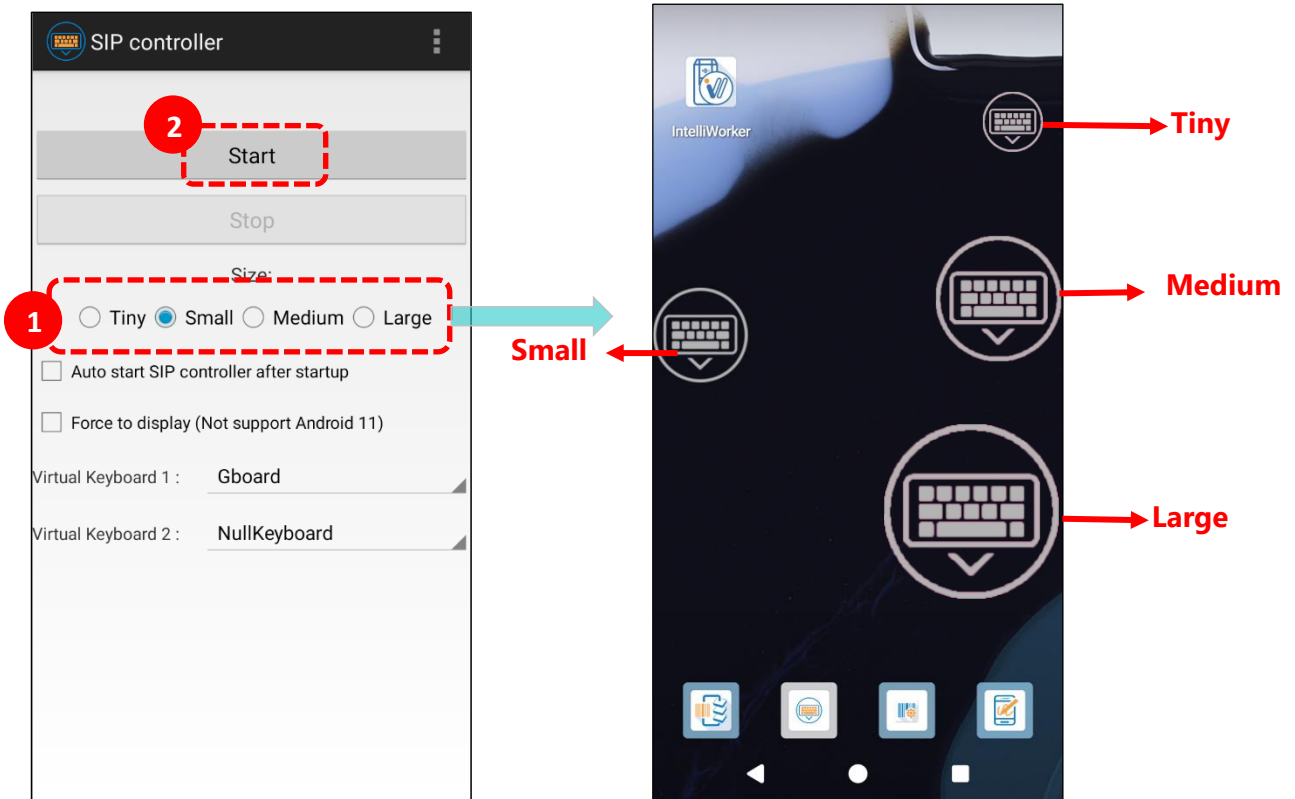 SIP controller
2
Start
Stop
Size:
1
Tiny Small Medium Large
Auto start SIP controller after startup
Force to display (Not support Android 11)
Virtual Keyboard 1 : Gboard
Virtual Keyboard 2 : NullKeyboard
IntelliWorker
Tiny
Medium
Small
Large